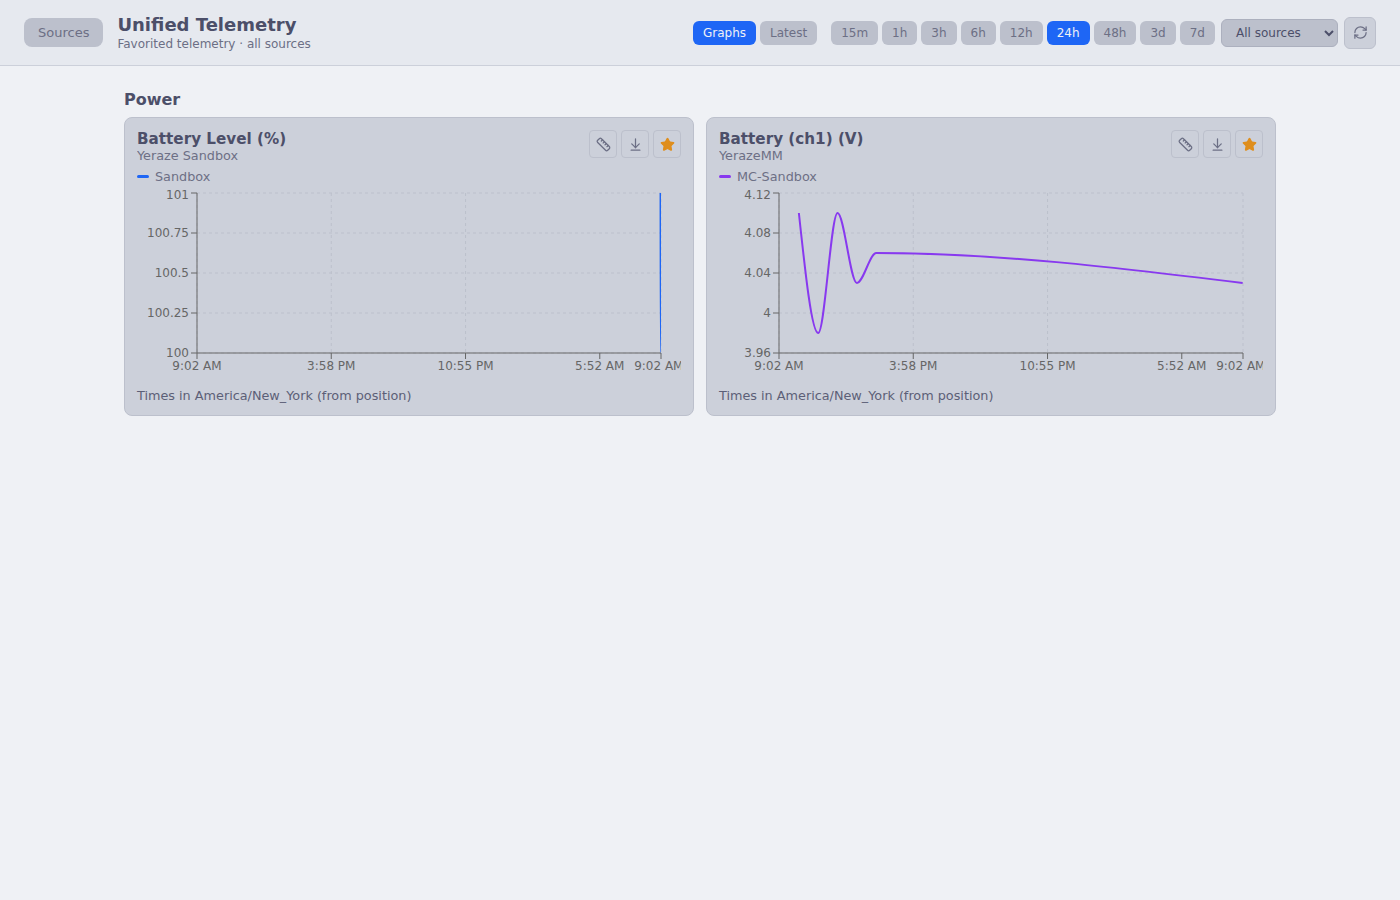 Sources
Unified Telemetry
Favorited telemetry · all sources
Graphs
Latest
15m
1h
3h
6h
12h
24h
48h
3d
7d
All sources
Power
Battery Level (%)
Yeraze Sandbox
Sandbox
101
100.75
100.5
100.25
100
9:02 AM
3:58 PM
10:55 PM
5:52 AM
9:02 AM
Times in America/New_York (from position)
Battery (ch1) (V)
YerazeMM
MC-Sandbox
4.12
4.08
4.04
4
3.96
9:02 AM
3:58 PM
10:55 PM
5:52 AM
9:02 AM
Times in America/New_York (from position)